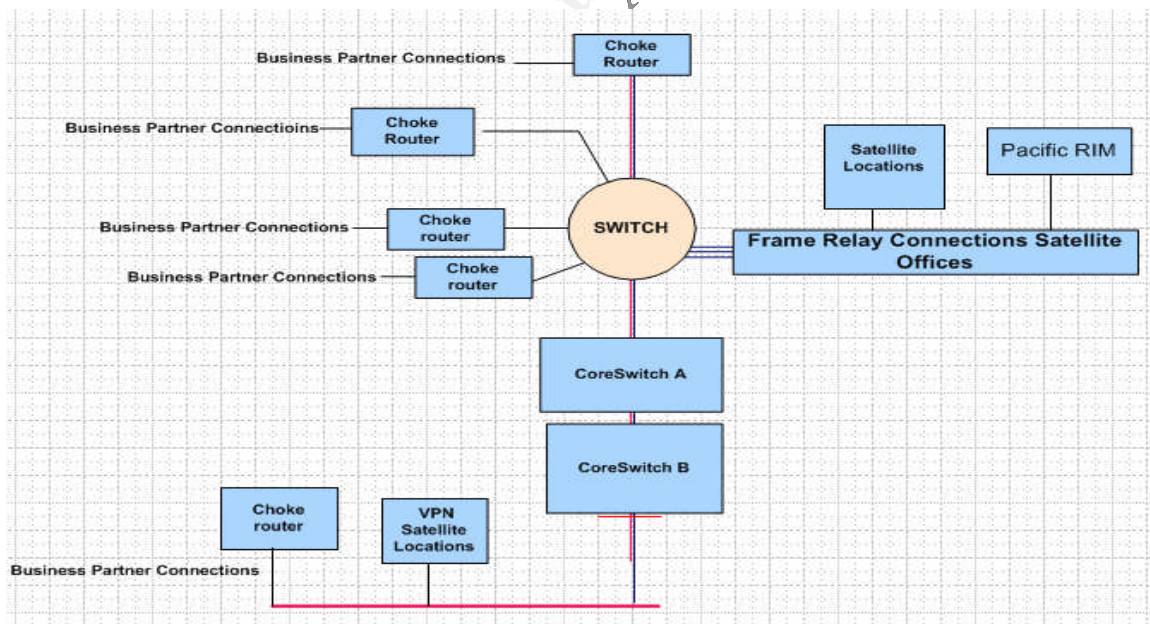 Choke
Router
Business Partner Connections
Business Partner Connectioins
Choke
Router
Satellite
Locations
Pacific RIM
Business Partner Connections
Choke
router
SWITCH
Frame Relay Connections Satellite
Offices
Business Partner Connections
Choke
router
CoreSwitch A
CoreSwitch B
Choke
router
VPN
Satellite
Locations
Business Partner Connections